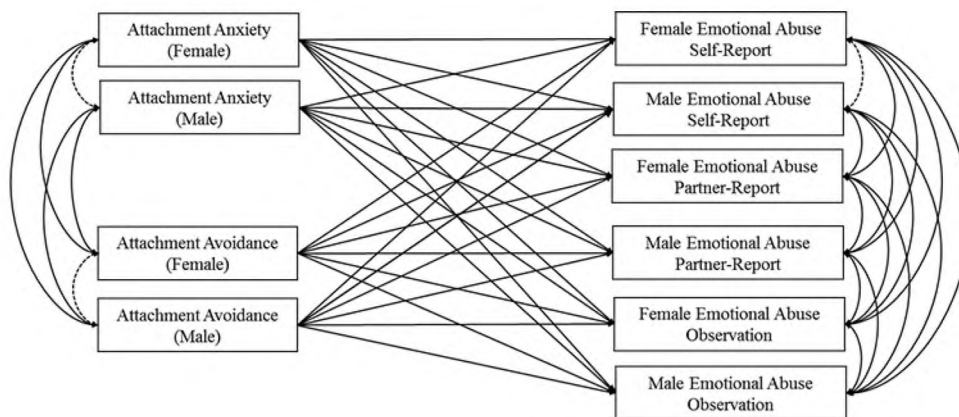 Attachment Anxiety
(Female)
Attachment Anxiety
(Male)
Attachment Avoidance
(Female)
Attachment Avoidance
(Male)
Female Emotional Abuse
Self-Report
Male Emotional Abuse
Self-Report
Female Emotional Abuse
Partner-Report
Male Emotional Abuse
Partner-Report
Female Emotional Abuse
Observation
Male Emotional Abuse
Observation